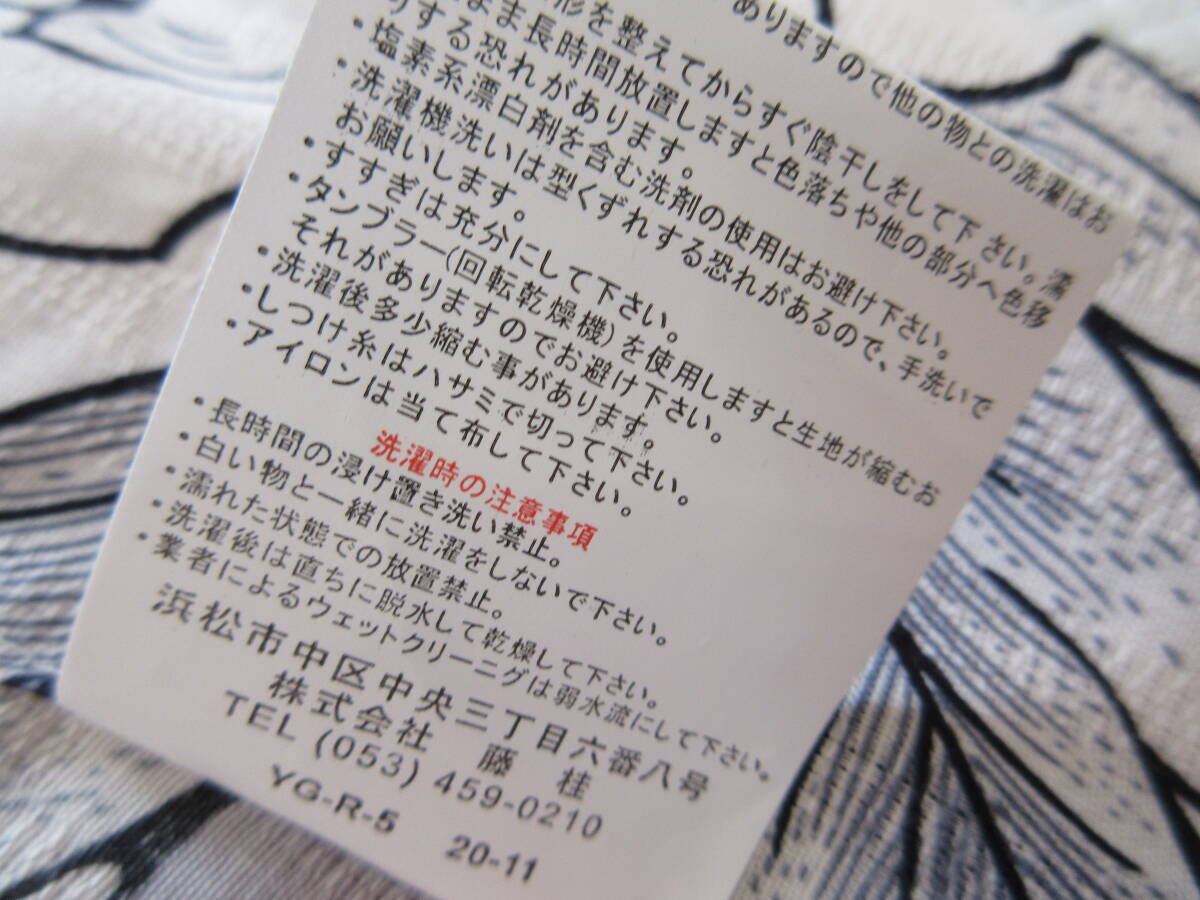 ありますので他の物との洗濯はお
形を整えてからすぐ陰干しをして下さい。濡
まま長時間放置しますと色落ちや他の部分へ色移
りする恐れがあります。
・塩素系漂白剤を含む洗剤の使用はお避け下さい。
・洗濯機洗いは型くずれする恐れがあるので、手洗いで
お願いします。
・すすぎは充分にして下さい。
・タンブラー(回転乾燥機)を使用しますと生地が縮むお
それがありますのでお避け下さい。
・洗濯後多少縮む事があります。
・しつけ糸はハサミで切って下さい。
・アイロンは当て布して下さい。
洗濯時の注意事項
・長時間の浸け置き洗い禁止。
・白い物と一緒に洗濯をしないで下さい。
・濡れた状態での放置禁止。
・洗濯後は直ちに脱水して乾燥して下さい。
・業者によるウェットクリーニングは弱水流にして下さい。
浜松市中区中央三丁目六番八号
株式会社 藤桂
TEL (053) 459-0210
YG-R-5 20-11